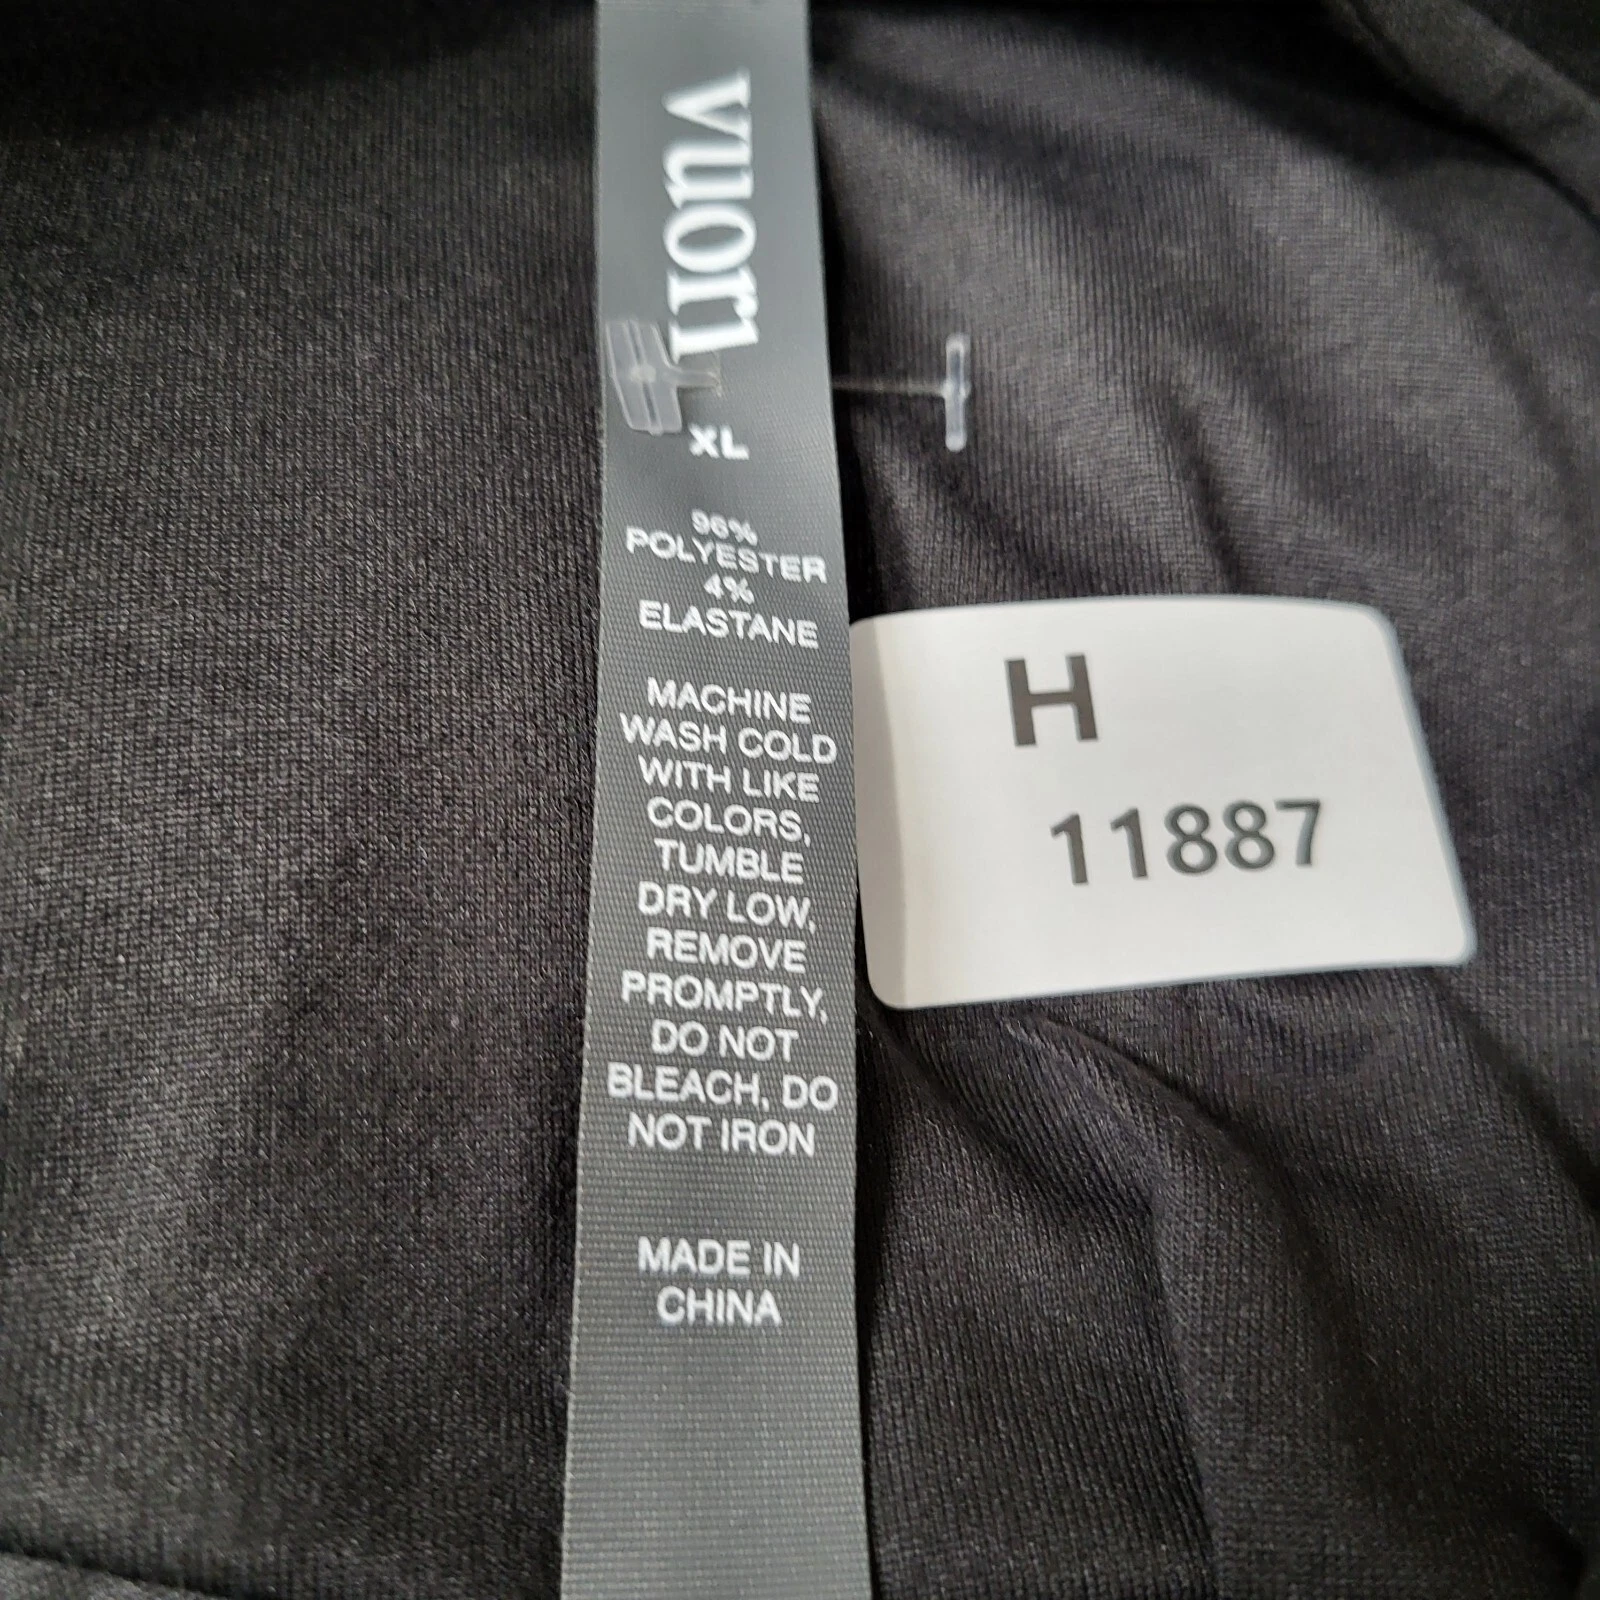 vuori
XL
96%
POLYESTER
4%
ELASTANE
MACHINE
WASH COLD
WITH LIKE
COLORS,
TUMBLE
DRY LOW,
REMOVE
PROMPTLY,
DO NOT
BLEACH, DO
NOT IRON
MADE IN
CHINA
H
11887